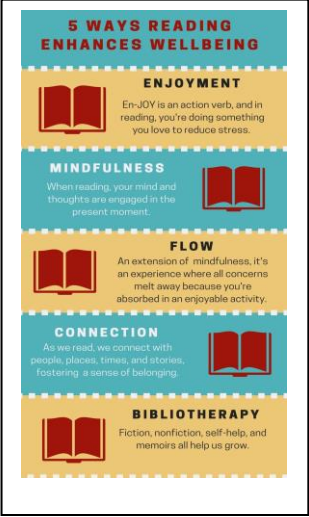 5 WAYS READING
ENHANCES WELLBEING
ENJOYMENT
En-JOY is an action verb, and in
reading, you're doing something
you love to reduce stress.
MINDFULNESS
When reading, your mind and
thoughts are engaged in the
present moment.
FLOW
An extension of mindfulness, it's
an experience where all concerns
melt away because you're
absorbed in an enjoyable activity.
CONNECTION
As we read, we connect with
people, places, times, and stories,
fostering a sense of belonging.
BIBLIOTHERAPY
Fiction, nonfiction, self-help, and
memoirs all help us grow.